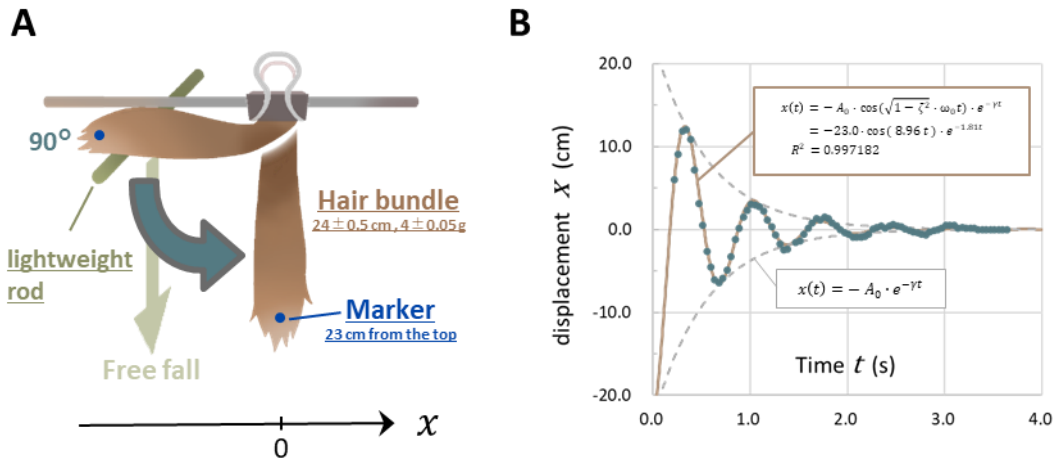 A
90°
Hair bundle
24±0.5cm, 4±0.05g
lightweight
rod
Marker
23 cm from the top
Free fall
x
0
B
20.0
10.0
0.0
-10.0
-20.0
displacement X (cm)
x(t) = −A₀ · cos(√1 − ζ² · ω₀t) · e^−γt
= −23.0 · cos( 8.96 t) · e^−1.81t
R² = 0.997182
x(t) = −A₀ · e^−γt
Time t (s)
0.0 1.0 2.0 3.0 4.0